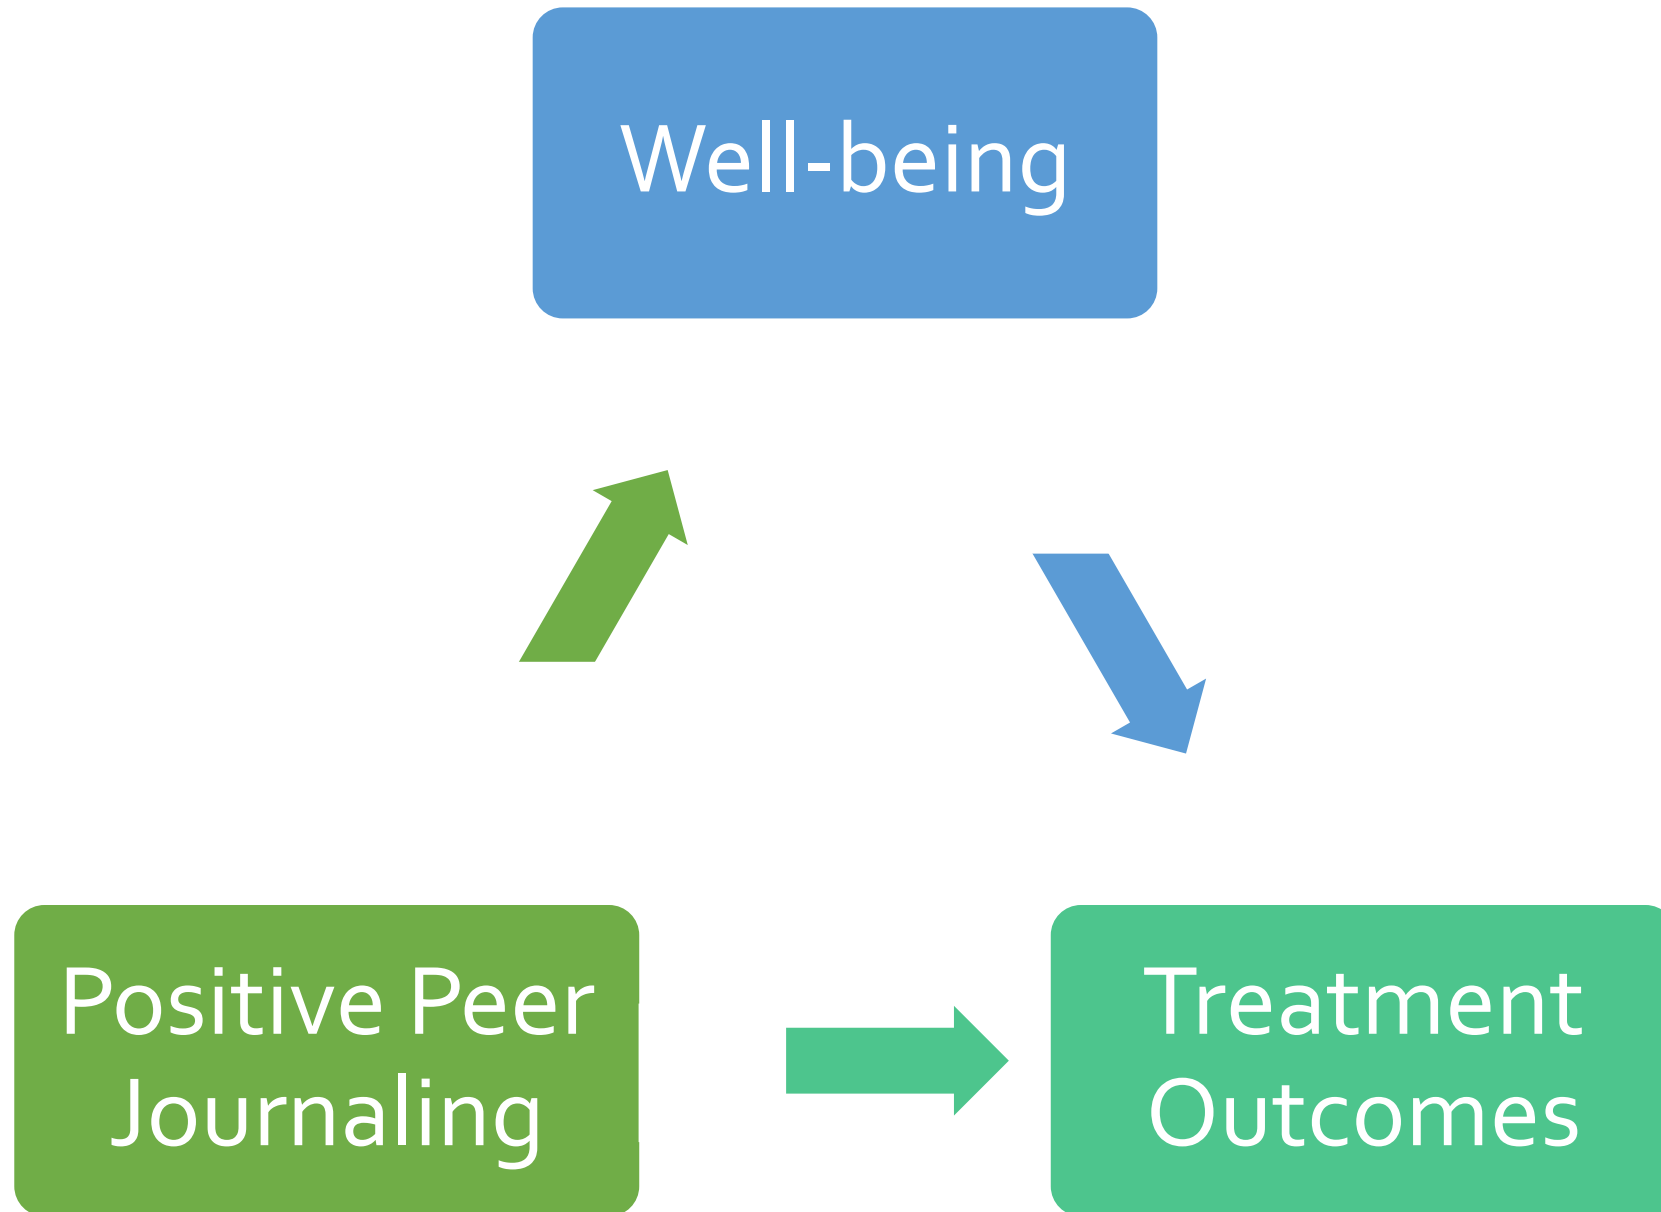 Well-being
Positive Peer
Journaling
Treatment
Outcomes